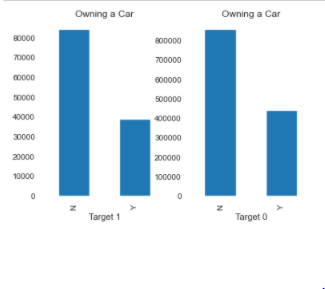 Owning a Car
80000
70000
60000
50000
40000
30000
20000
10000
0
N
Y
Target 1
Owning a Car
800000
700000
600000
500000
400000
300000
200000
100000
0
N
Y
Target 0